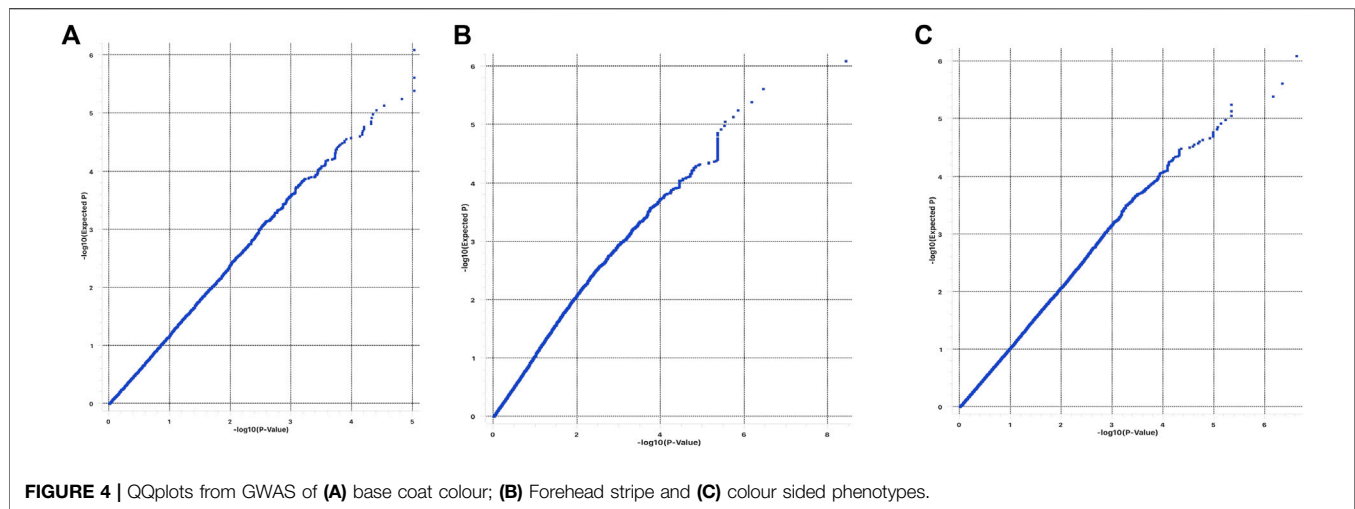 A
B
C
6
5
4
3
2
1
0
-log10(Expected P)
0 1 2 3 4 5
-log10(P-Value)
6
5
4
3
2
1
0
-log10(Expected P)
0 2 4 6 8
-log10(P-Value)
6
5
4
3
2
1
0
-log10(Expected P)
0 1 2 3 4 5 6
-log10(P-Value)
FIGURE 4 | QQplots from GWAS of (A) base coat colour; (B) Forehead stripe and (C) colour sided phenotypes.